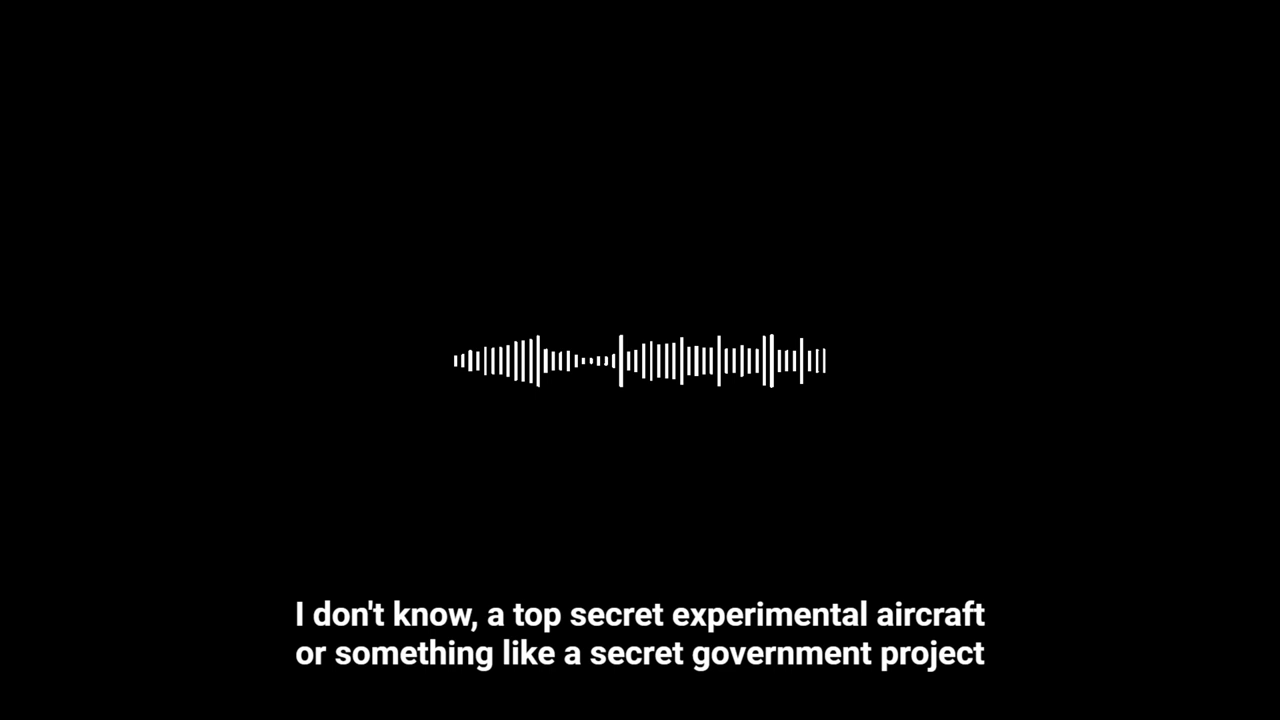 I don't know, a top secret experimental aircraft
or something like a secret government project